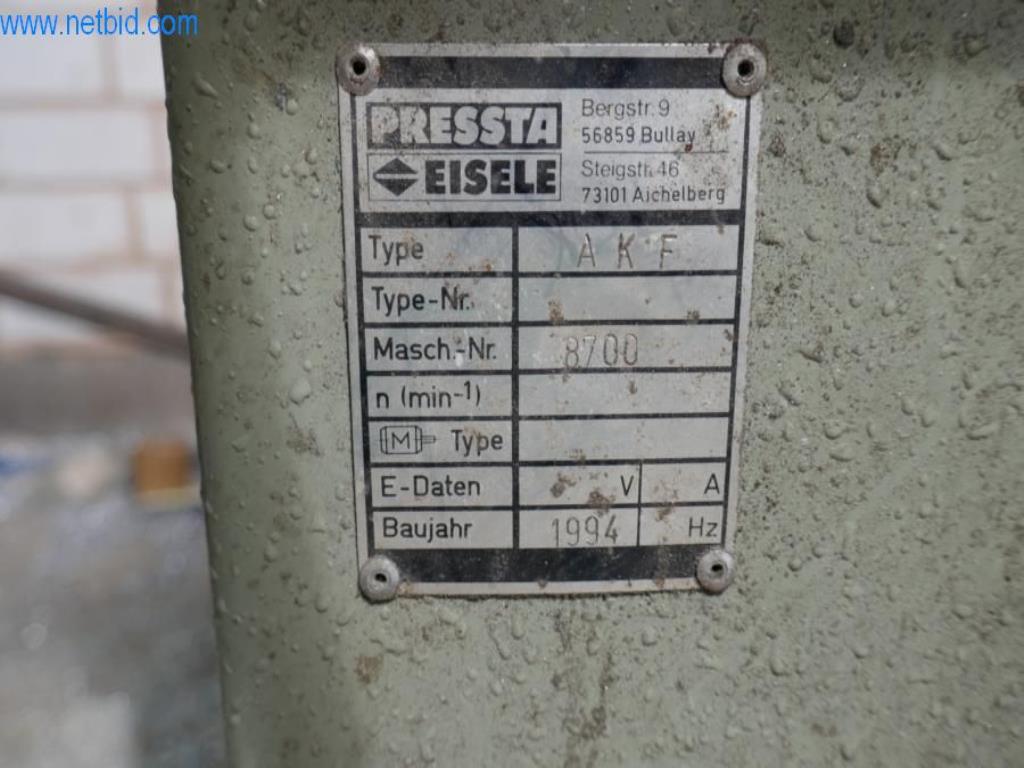 www.netbid.com
PRESSTA
Bergstr. 9
56859 Bullay
EISELE
Steigstr. 46
73101 Aichelberg
Type AKF
Type-Nr.
Masch.-Nr. 8700
n (min-1)
M Type
E-Daten V A
Baujahr 1994 Hz